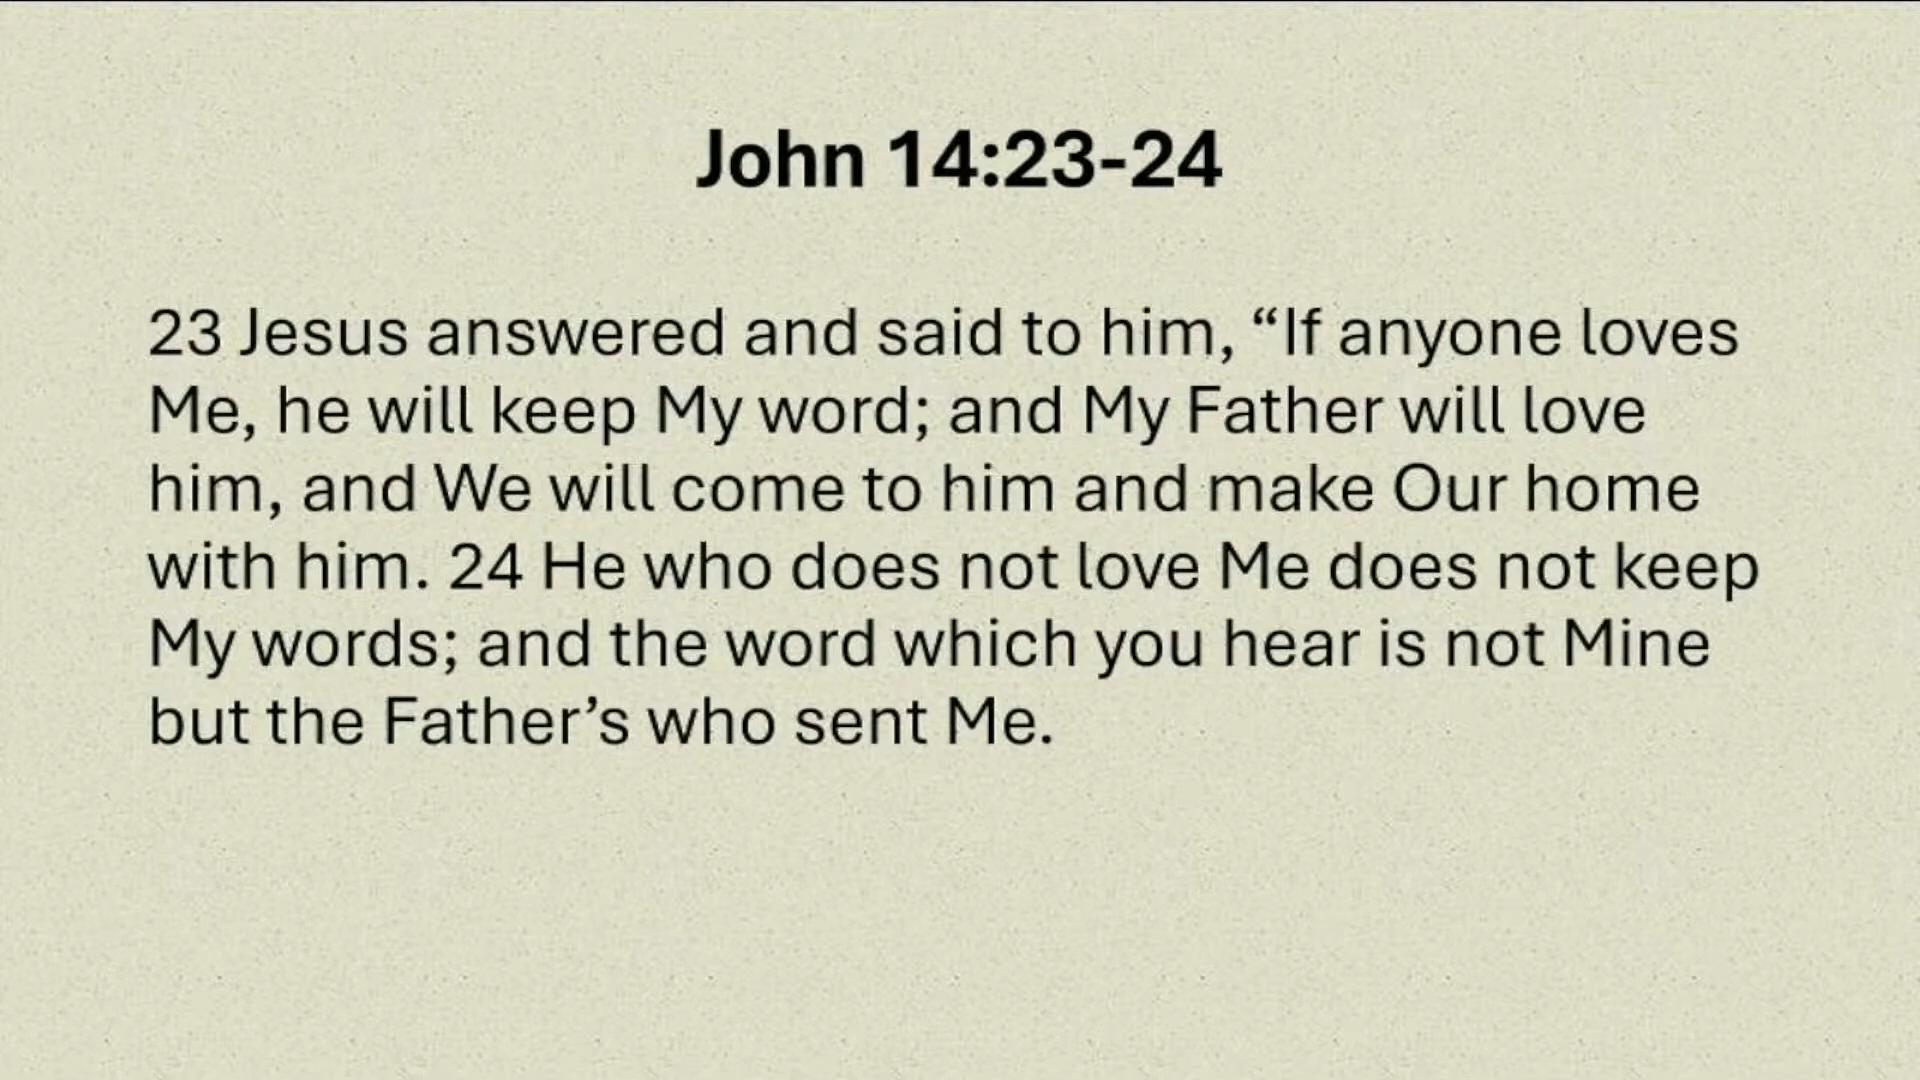 John 14:23-24
23 Jesus answered and said to him, “If anyone loves
Me, he will keep My word; and My Father will love
him, and We will come to him and make Our home
with him. 24 He who does not love Me does not keep
My words; and the word which you hear is not Mine
but the Father’s who sent Me.